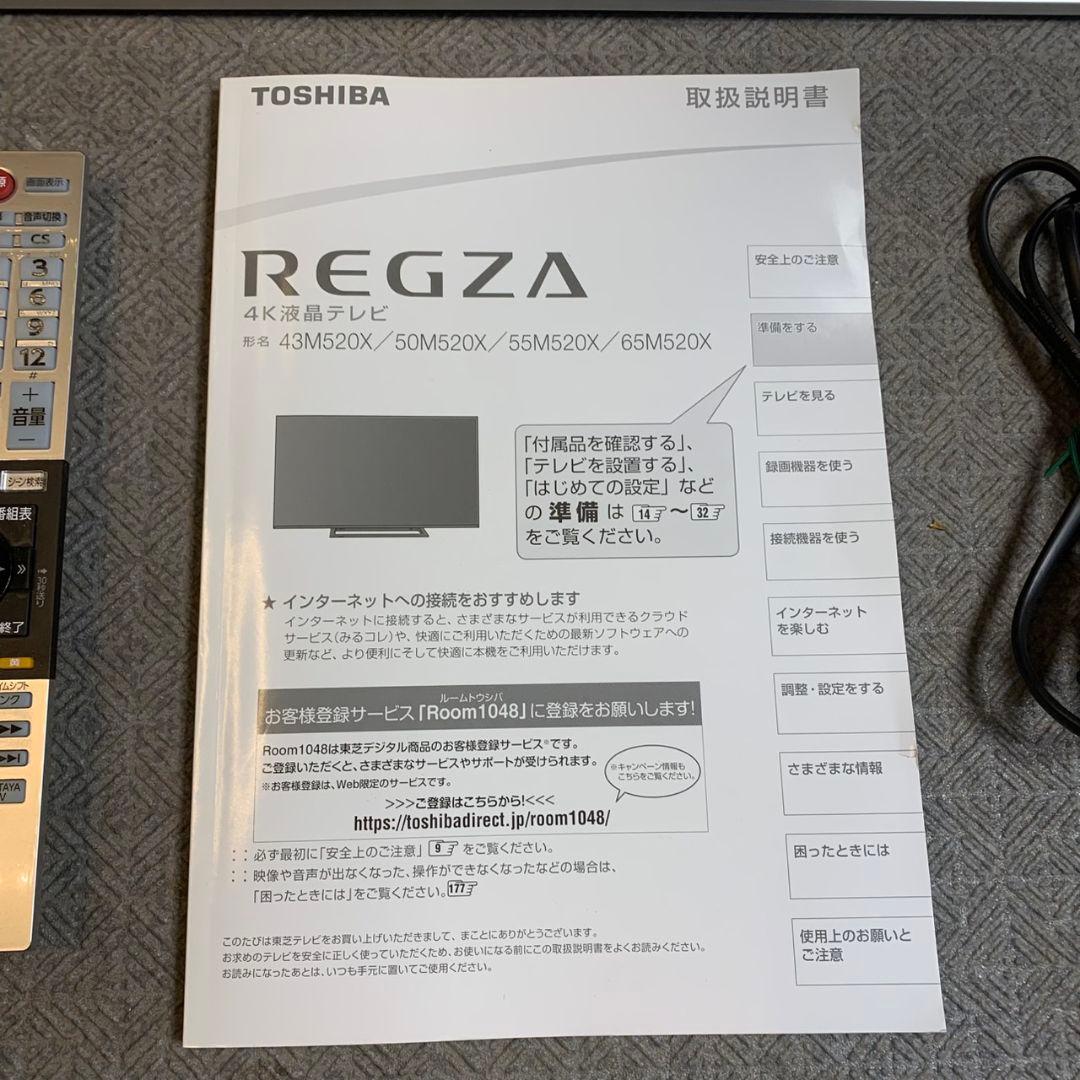 TOSHIBA
取扱説明書
REGZA
4K液晶テレビ
形名 43M520X／50M520X／55M520X／65M520X
「付属品を確認する」、
「テレビを設置する」、
「はじめての設定」など
の 準備 は 14 ～ 32
をご覧ください。
安全上のご注意
準備をする
テレビを見る
録画機器を使う
接続機器を使う
インターネット
を楽しむ
調整・設定をする
さまざまな情報
困ったときには
使用上のお願いと
ご注意
★ インターネットへの接続をおすすめします
インターネットに接続すると、さまざまなサービスが利用できるクラウド
サービス（みるコレ）や、快適にご利用いただくための最新ソフトウェアへの
更新など、より便利にそして快適に本機をご利用いただけます。
ルームトウシバ
お客様登録サービス「Room1048」に登録をお願いします!
Room1048は東芝デジタル商品のお客様登録サービス※です。
ご登録いただくと、さまざまなサービスやサポートが受けられます。
※お客様登録は、Web限定のサービスです。
※キャンペーン情報も
こちらをご覧ください。
>>>ご登録はこちらから!<<<
https://toshibadirect.jp/room1048/
：：必ず最初に「安全上のご注意」 9 をご覧ください。
：：映像や音声が出なくなった、操作ができなくなったなどの場合は、
「困ったときには」をご覧ください。177
このたびは東芝テレビをお買い上げいただきまして、まことにありがとうございます。
お求めのテレビを安全に正しく使っていただくため、お使いになる前にこの取扱説明書をよくお読みください。
お読みになったあとは、いつも手元に置いてご使用ください。
源
画面表示
音声切換
CS
3
6
9
12
#
＋
音量
－
シーン検索
番組表
30秒送り
終了
黄
イムシフト
ンク
TAYA
V